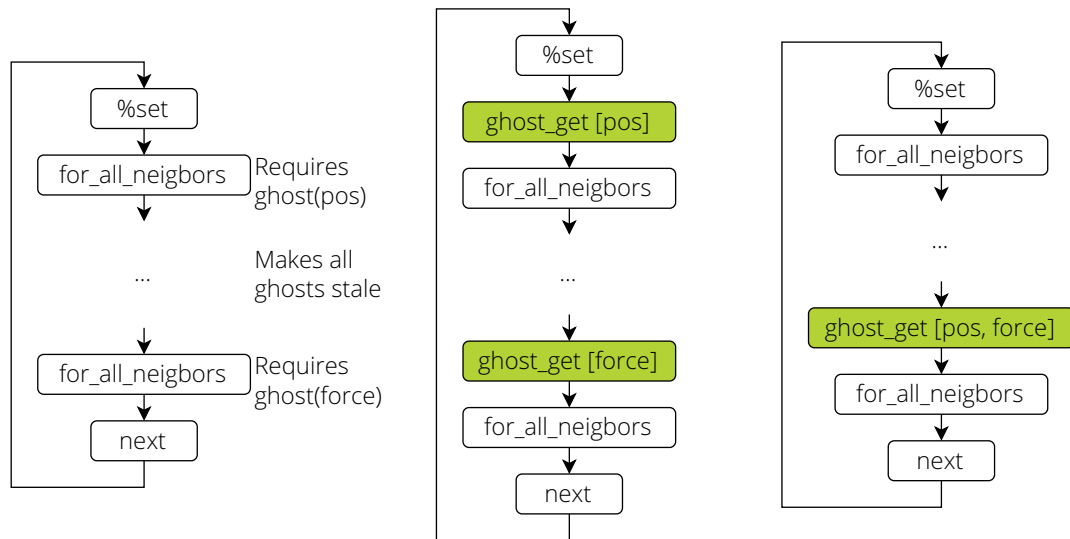 %set
for_all_neigbors
Requires
ghost(pos)
...
Makes all
ghosts stale
for_all_neigbors
Requires
ghost(force)
next
%set
ghost_get [pos]
for_all_neigbors
...
ghost_get [force]
for_all_neigbors
next
%set
for_all_neigbors
...
ghost_get [pos, force]
for_all_neigbors
next